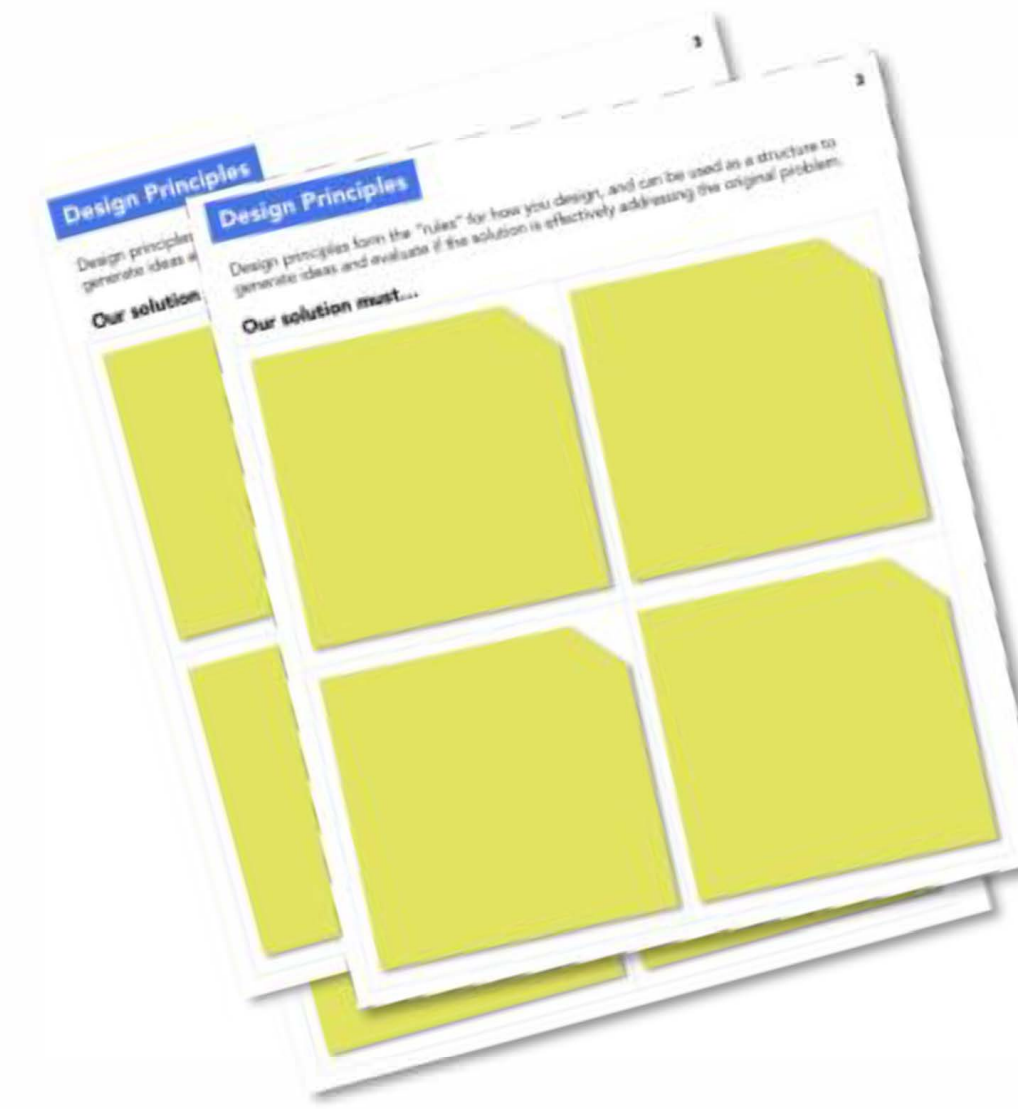 3
Design Principles
Design principles
generate ideas
Our solution
3
Design Principles
Design principles form the "rules" for how you design, and can be used as a structure to
generate ideas and evaluate if the solution is effectively addressing the original problem.
Our solution must....